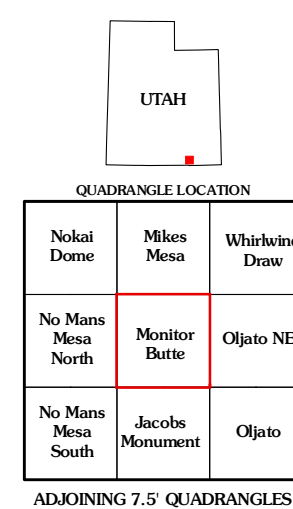 UTAH
QUADRANGLE LOCATION
Nokai
Dome
Mikes
Mesa
Whirlwind
Draw
No Mans
Mesa
North
Monitor
Butte
Oljato NE
No Mans
Mesa
South
Jacobs
Monument
Oljato
ADJOINING 7.5' QUADRANGLES